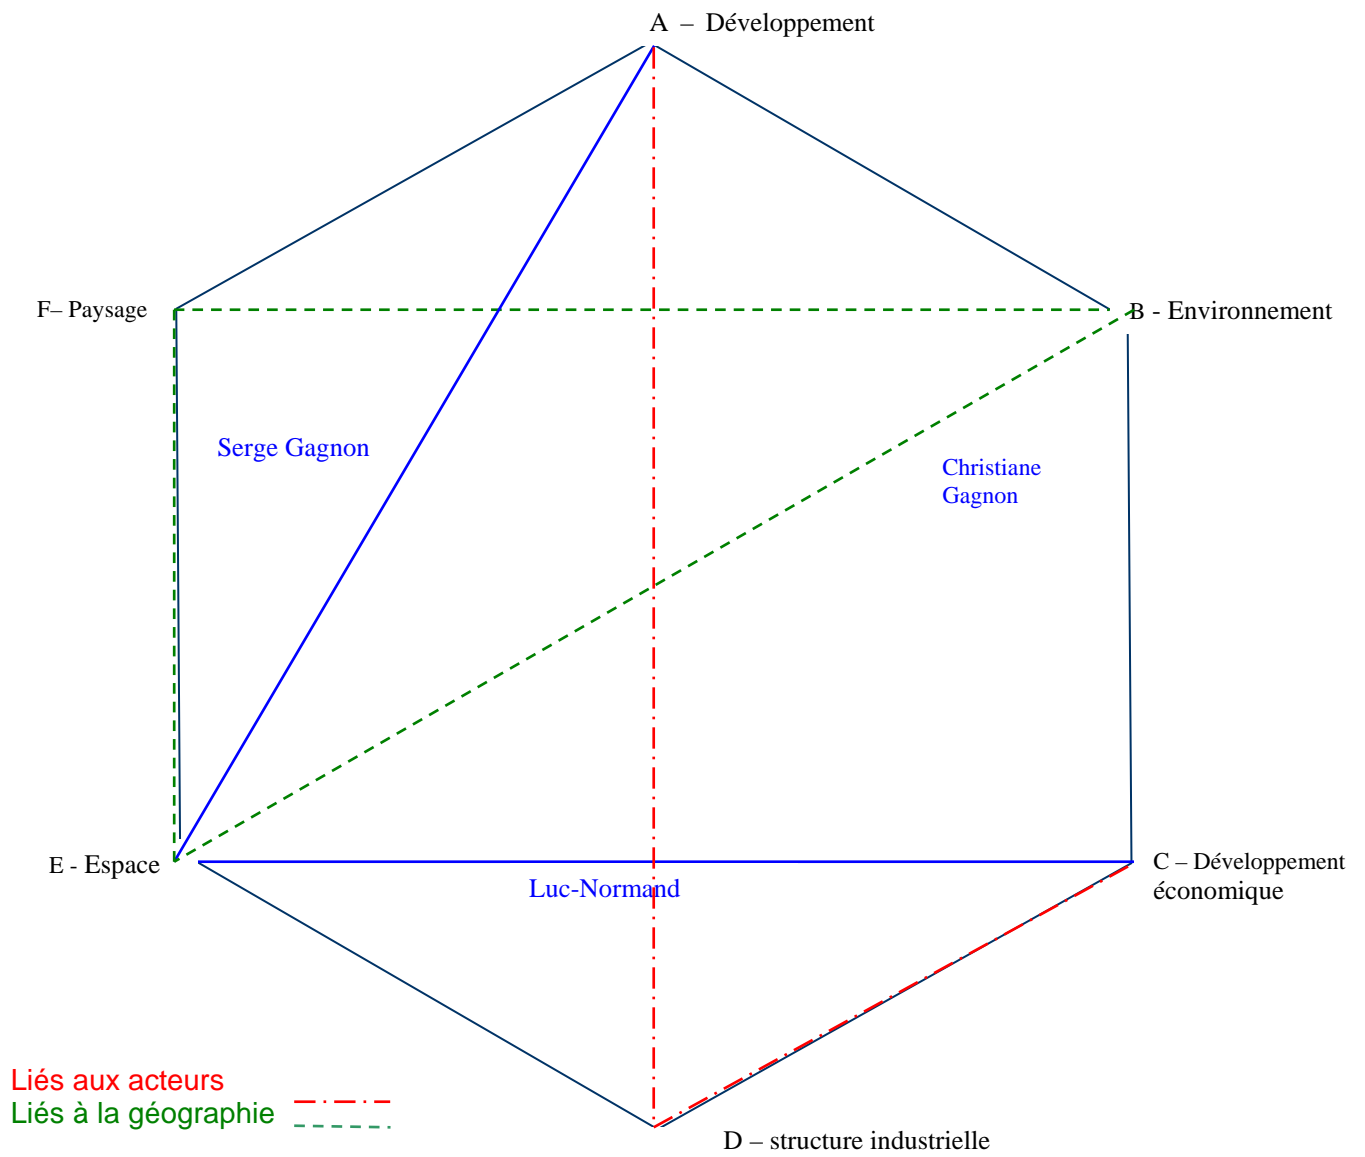 A – Développement
F– Paysage
B - Environnement
Serge Gagnon
Christiane
Gagnon
E - Espace
C – Développement
économique
Luc-Normand
Liés aux acteurs
Liés à la géographie
D – structure industrielle